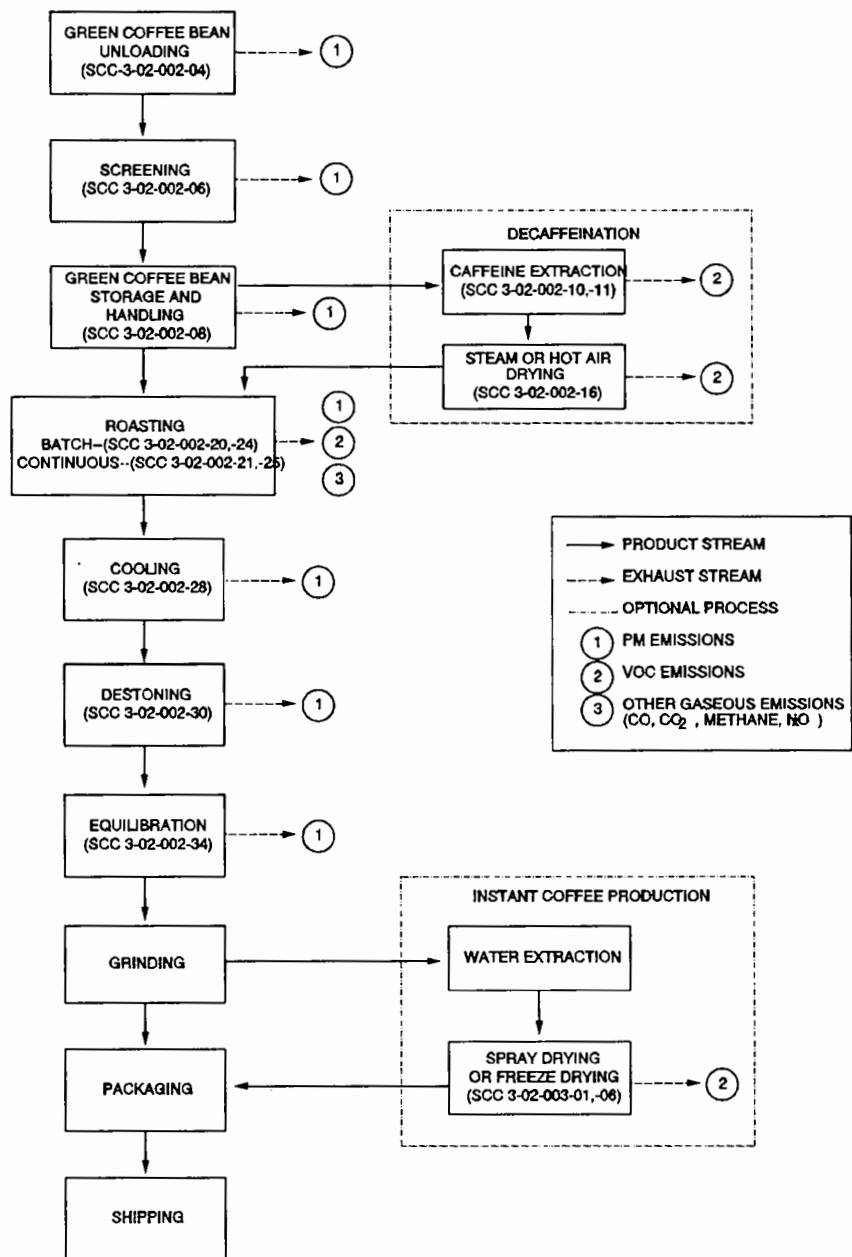 GREEN COFFEE BEAN
UNLOADING
(SCC-3-02-002-04)
1
SCREENING
(SCC 3-02-002-06)
1
DECAFFEINATION
GREEN COFFEE BEAN
STORAGE AND
HANDLING
(SCC 3-02-002-08)
1
CAFFEINE EXTRACTION
(SCC 3-02-002-10,-11)
2
STEAM OR HOT AIR
DRYING
(SCC 3-02-002-16)
2
ROASTING
BATCH--(SCC 3-02-002-20,-24)
CONTINUOUS--(SCC 3-02-002-21,-25)
1
2
3
COOLING
(SCC 3-02-002-28)
1
DESTONING
(SCC 3-02-002-30)
1
PRODUCT STREAM
EXHAUST STREAM
OPTIONAL PROCESS
1 PM EMISSIONS
2 VOC EMISSIONS
3 OTHER GASEOUS EMISSIONS
(CO, CO2 , METHANE, NO )
EQUILIBRATION
(SCC 3-02-002-34)
1
INSTANT COFFEE PRODUCTION
GRINDING
WATER EXTRACTION
PACKAGING
SPRAY DRYING
OR FREEZE DRYING
(SCC 3-02-003-01,-06)
2
SHIPPING